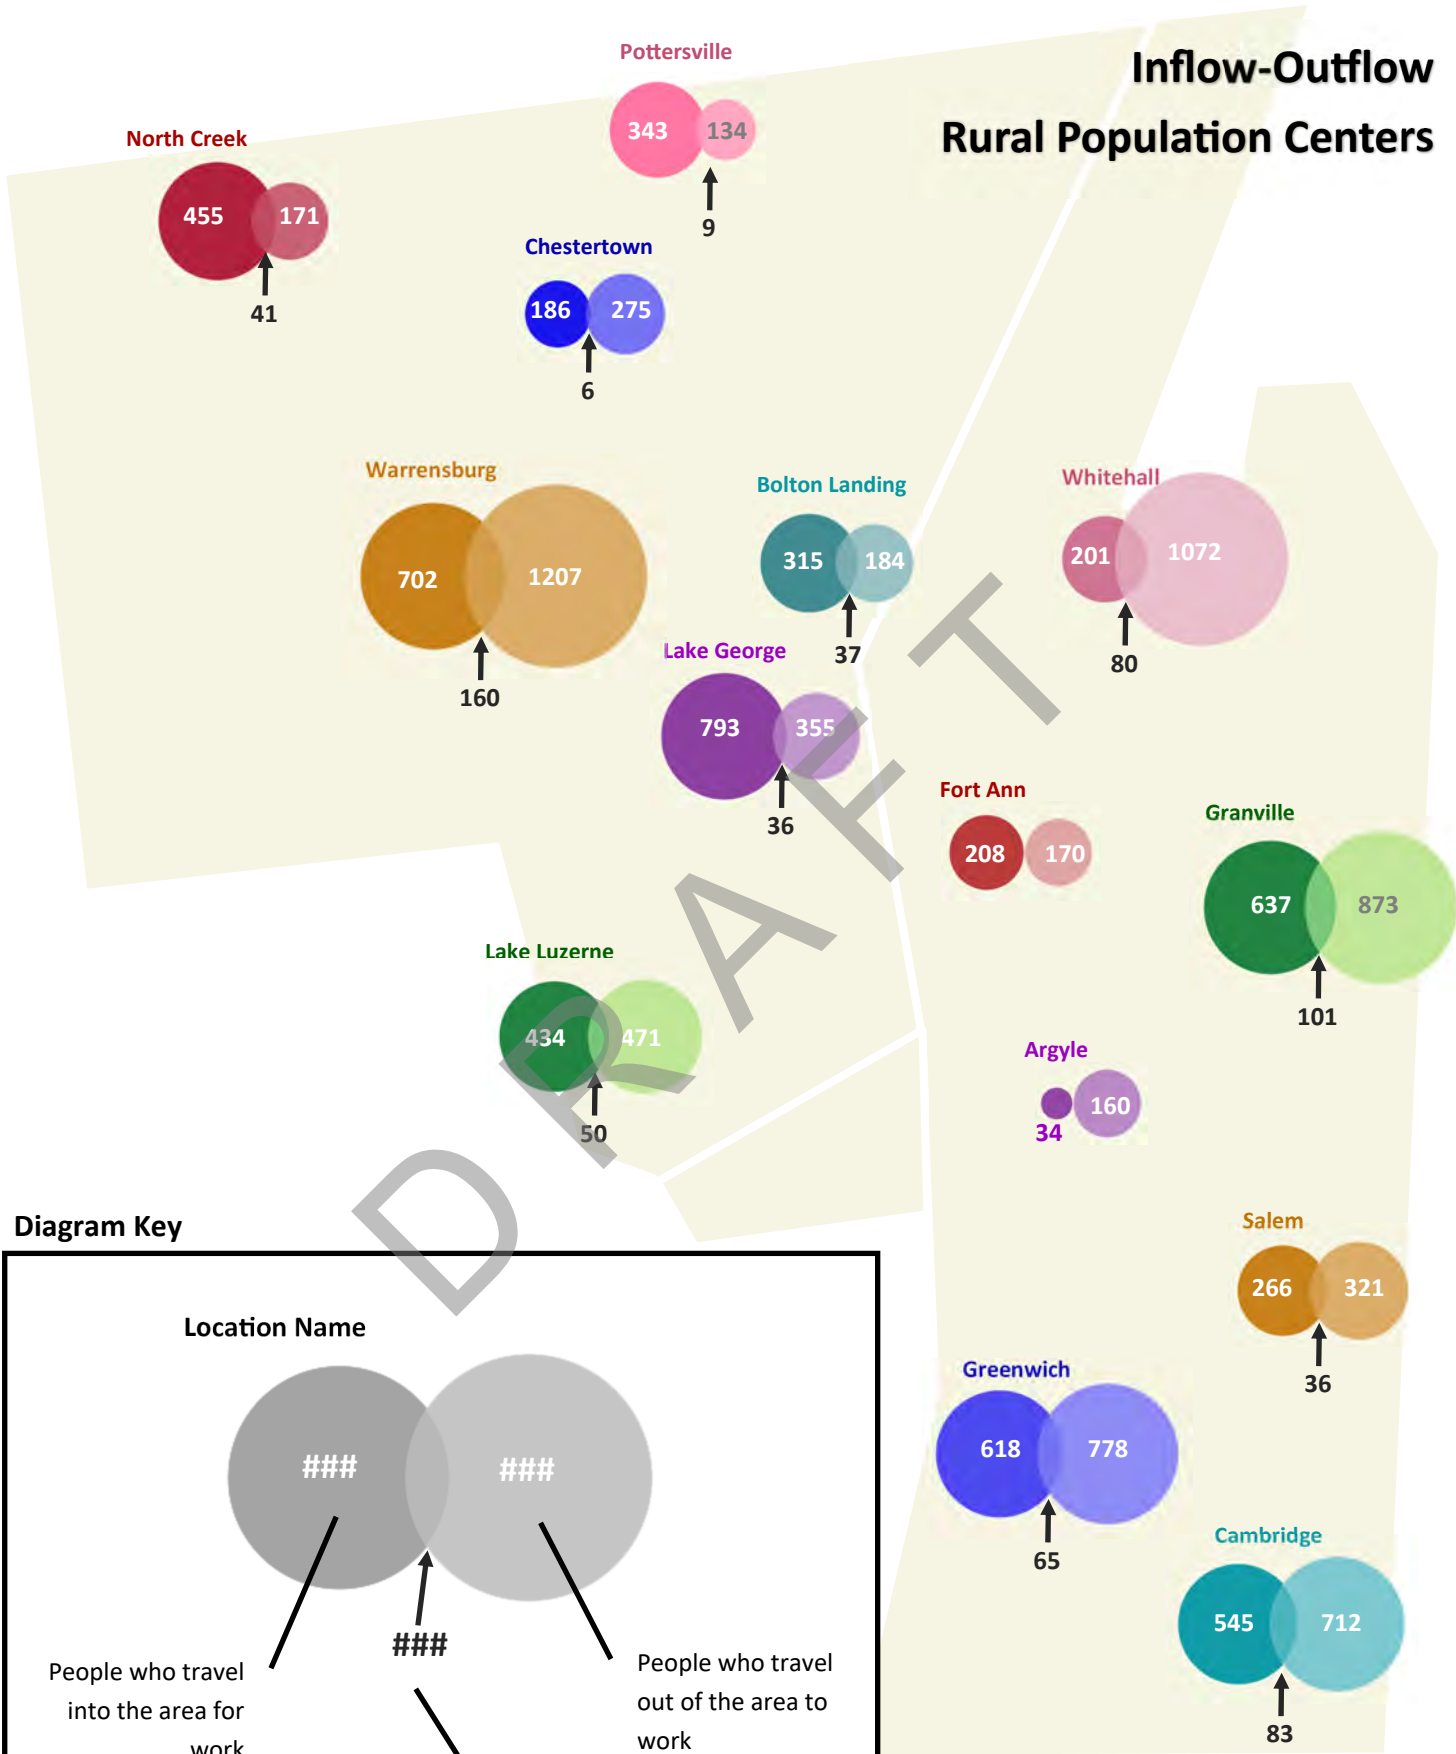 Inflow-Outflow
Rural Population Centers
Pottersville
343 134
9
North Creek
455 171
41
Chestertown
186 275
6
Warrensburg
702 1207
160
Bolton Landing
315 184
37
Whitehall
201 1072
80
Lake George
793 355
36
Fort Ann
208 170
Granville
637 873
101
Lake Luzerne
434 471
50
Argyle
34 160
Salem
266 321
36
Greenwich
618 778
65
Cambridge
545 712
83
DRAFT
Diagram Key
Location Name
### ###
###
People who travel
into the area for
work
People who travel
out of the area to
work